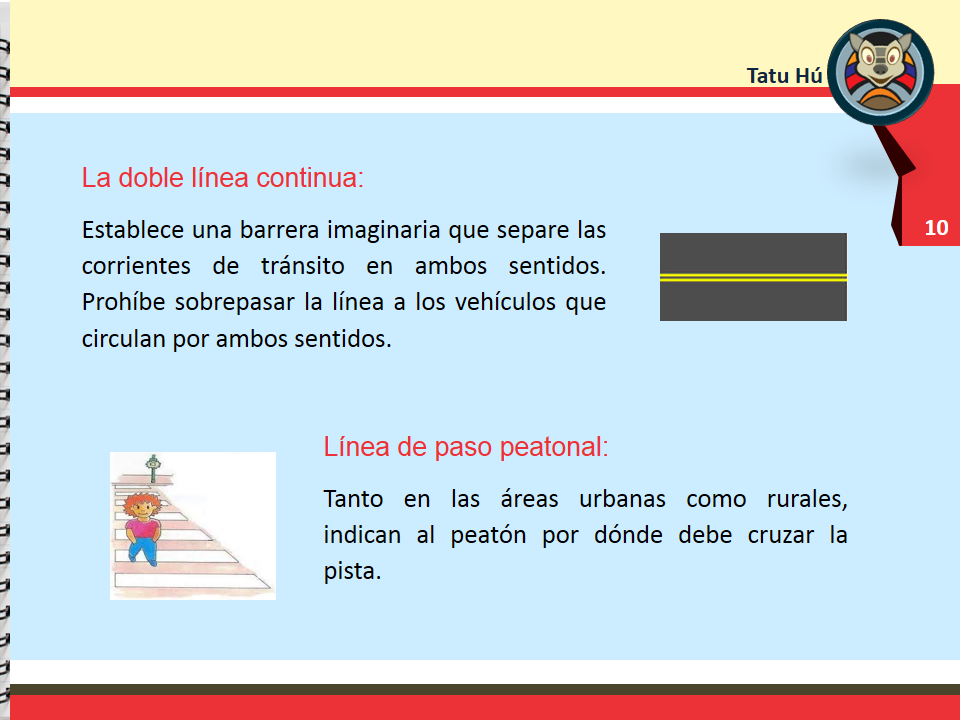 Tatu Hú
10
La doble línea continua:
Establece una barrera imaginaria que separe las
corrientes de tránsito en ambos sentidos.
Prohíbe sobrepasar la línea a los vehículos que
circulan por ambos sentidos.
Línea de paso peatonal:
Tanto en las áreas urbanas como rurales,
indican al peatón por dónde debe cruzar la
pista.